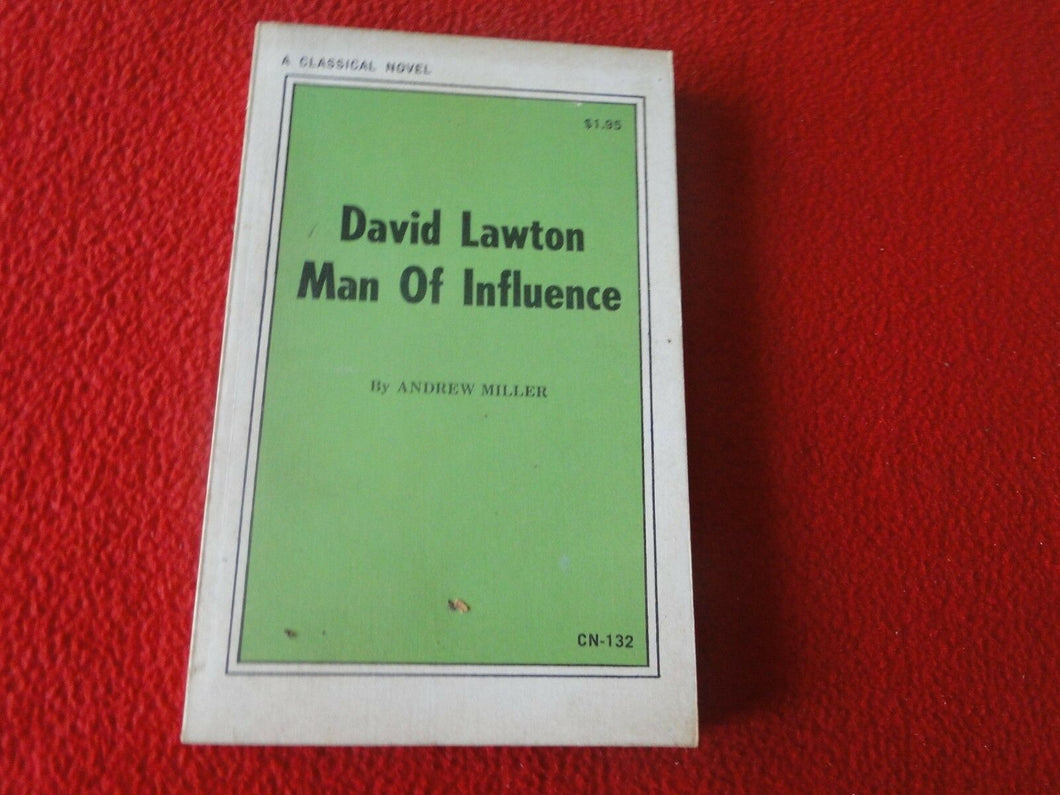 A CLASSICAL NOVEL
$1.95
David Lawton
Man Of Influence
By ANDREW MILLER
CN-132